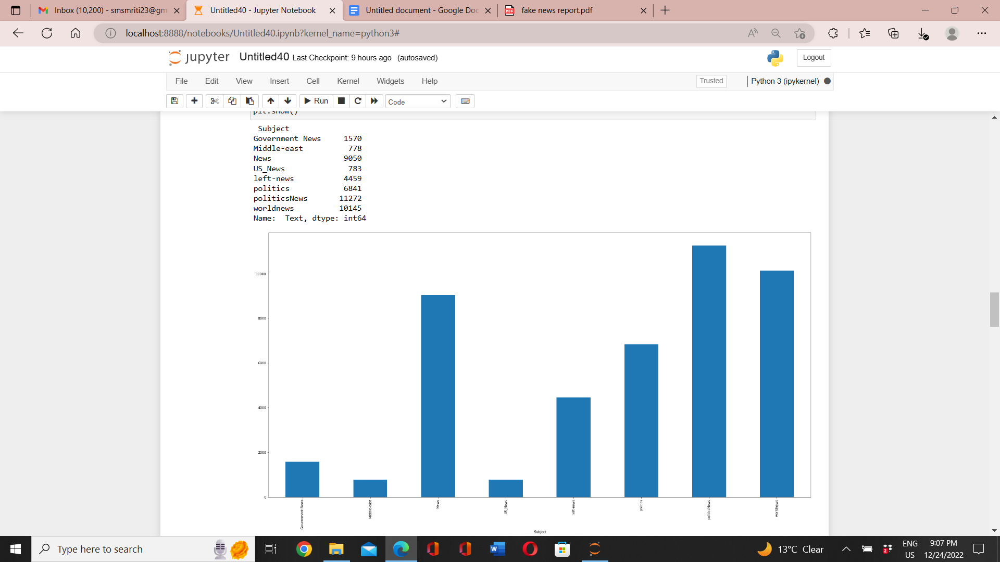 Inbox (10,200) - smsmriti23@gm
Untitled40 - Jupyter Notebook
Untitled document - Google Doc
PDF
fake news report.pdf
localhost:8888/notebooks/Untitled40.ipynb?kernel_name=python3#
jupyter Untitled40 Last Checkpoint: 9 hours ago (autosaved)
Logout
File Edit View Insert Cell Kernel Widgets Help
Trusted
Python 3 (ipykernel)
Run
Code
plt.show()
Subject
Government News 1570
Middle-east 778
News 9050
US_News 783
left-news 4459
politics 6841
politicsNews 11272
worldnews 10145
Name: Text, dtype: int64
10000
8000
6000
4000
2000
0
Government News
Middle-east
News
US_News
left-news
politics
politicsNews
worldnews
Subject
Type here to search
13°C Clear
2
ENG
US
9:07 PM
12/24/2022